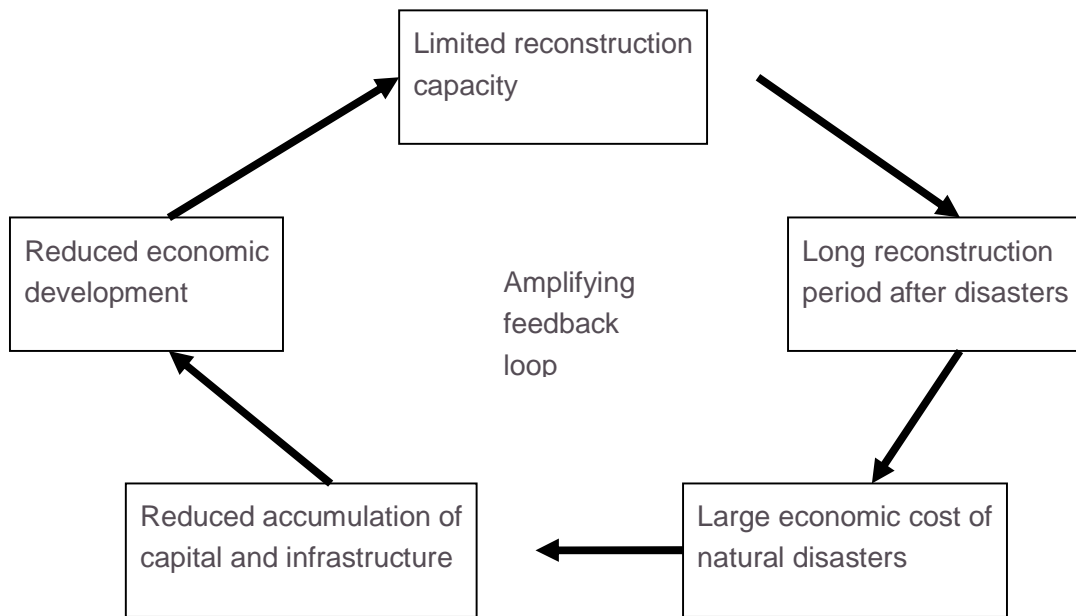 Limited reconstruction
capacity
Long reconstruction
period after disasters
Large economic cost of
natural disasters
Reduced accumulation of
capital and infrastructure
Reduced economic
development
Amplifying
feedback
loop